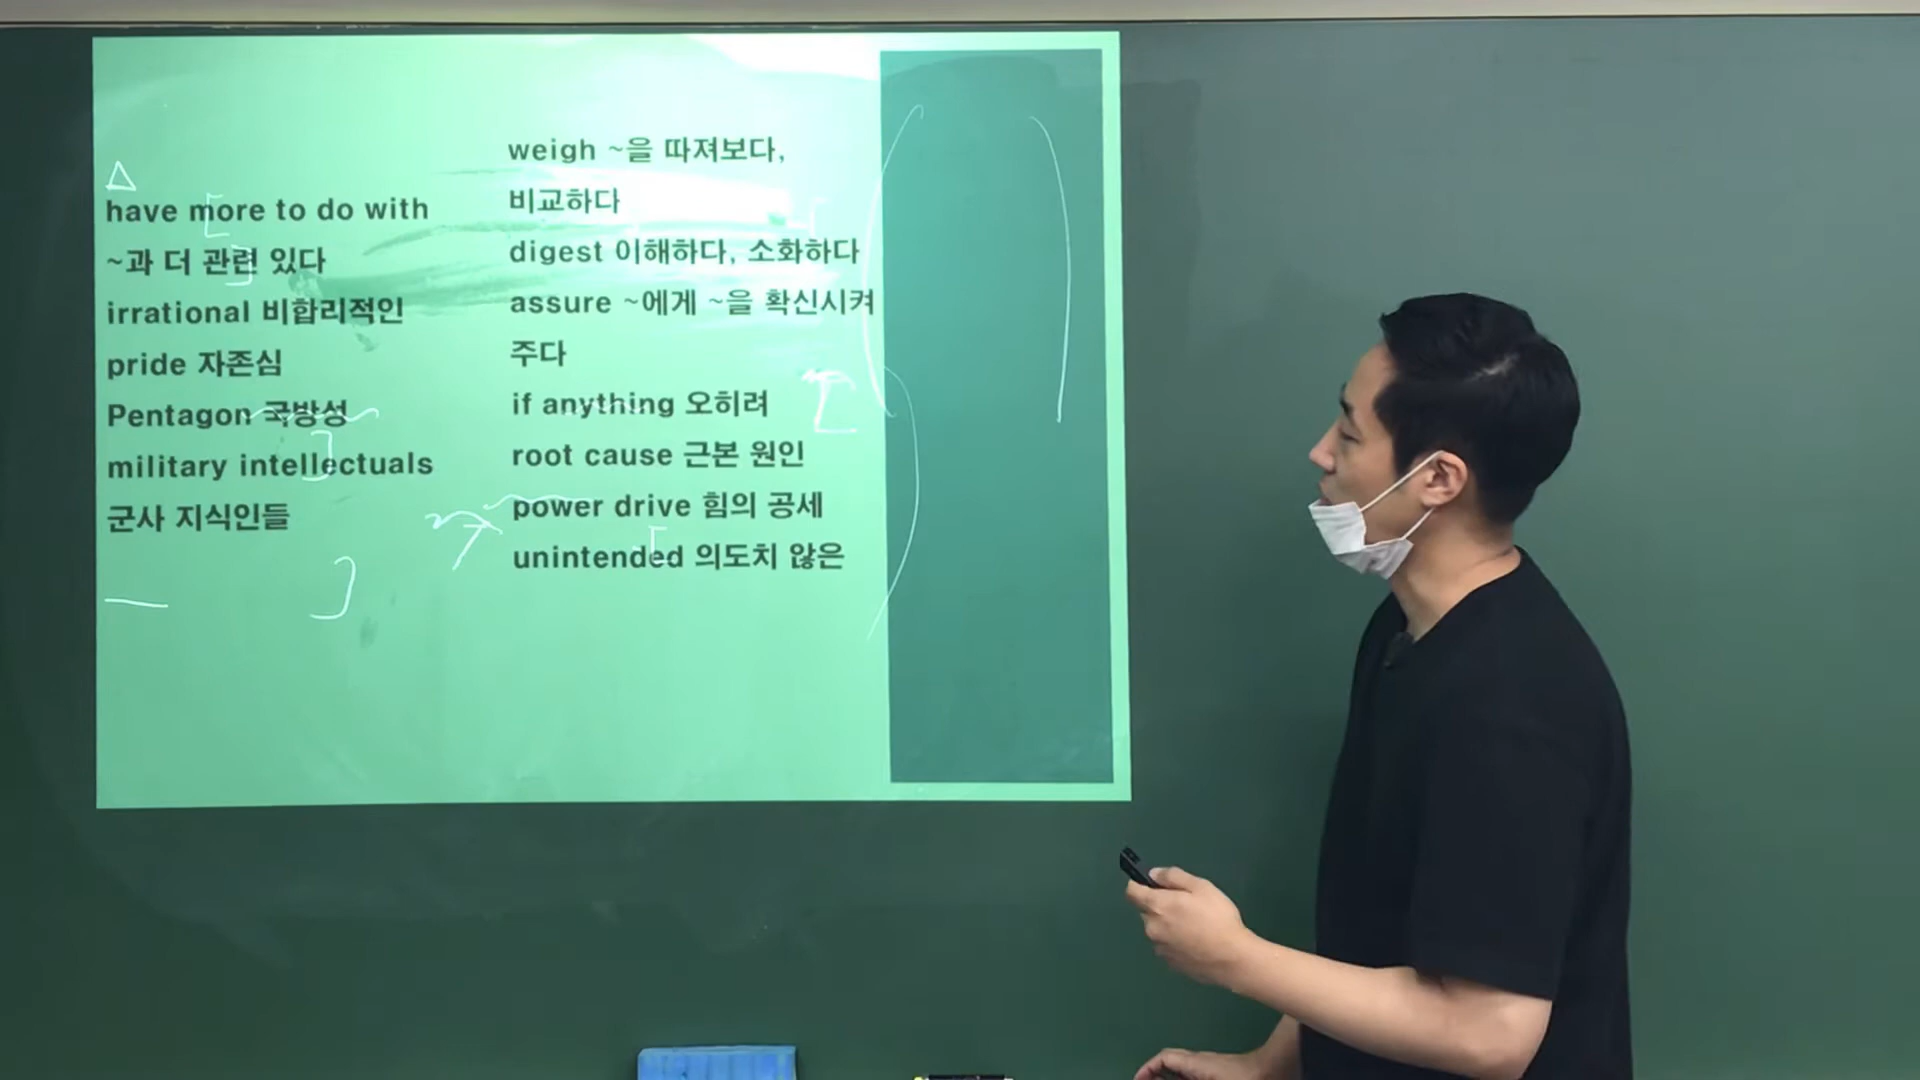 have more to do with
~과 더 관련 있다
irrational 비합리적인
pride 자존심
Pentagon 국방성
military intellectuals
군사 지식인들
weigh ~을 따져보다,
비교하다
digest 이해하다, 소화하다
assure ~에게 ~을 확신시켜
주다
if anything 오히려
root cause 근본 원인
power drive 힘의 공세
unintended 의도치 않은